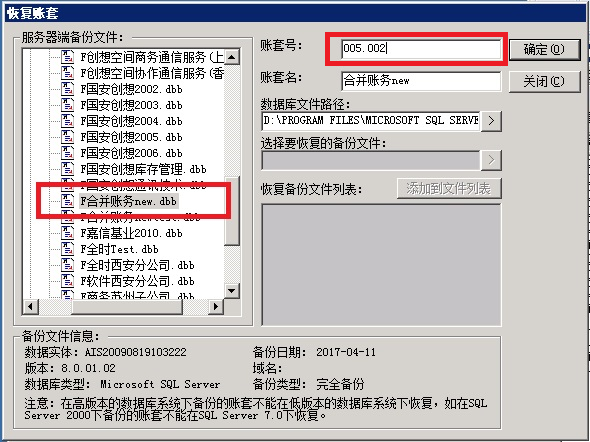 恢复账套
服务器端备份文件:
F创想空间商务通信服务(上
F创想空间协作通信服务(香
F国安创想2002.dbb
F国安创想2003.dbb
F国安创想2004.dbb
F国安创想2005.dbb
F国安创想2006.dbb
F国安创想库存管理.dbb
F国安创想通讯技术.dbb
F合并账务new.dbb
F合并账务newtest.dbb
F嘉信基业2010.dbb
F全时Test.dbb
F全时西安分公司.dbb
F软件西安分公司.dbb
F商务苏州子公司.dbb
账套号:
005.002
确定(O)
账套名:
合并账务new
关闭(C)
数据库文件路径:
D:\PROGRAM FILES\MICROSOFT SQL SERVE
>
选择要恢复的备份文件:
>
恢复备份文件列表:
添加到文件列表
备份文件信息:
数据实体: AIS20090819103222
备份日期: 2017-04-11
版本: 8.0.01.02
域名:
数据库类型: Microsoft SQL Server
备份类型: 完全备份
注意: 在高版本的数据库系统下备份的账套不能在低版本的数据库系统下恢复, 如在SQL
Server 2000下备份的账套不能在SQL Server 7.0下恢复。